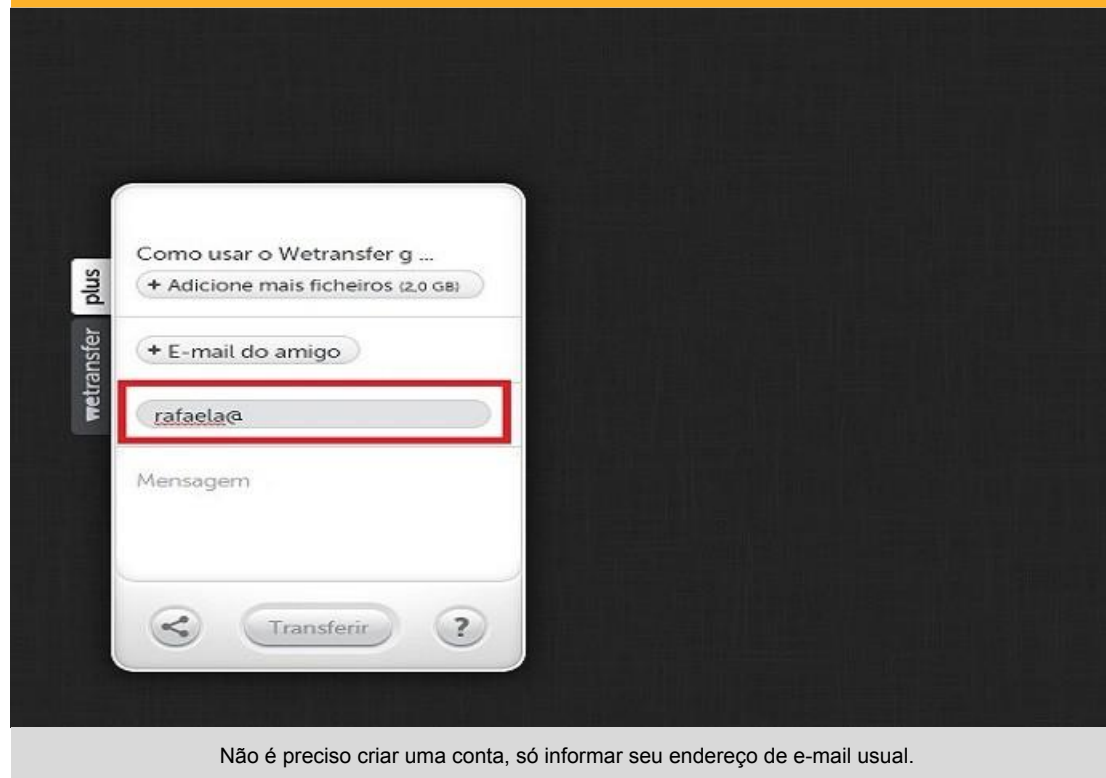 Como usar o Wetransfer g ...
+ Adicione mais ficheiros (2,0 GB)
plus
wetransfer
+ E-mail do amigo
rafaela@
Mensagem
Transferir
?
Não é preciso criar uma conta, só informar seu endereço de e-mail usual.